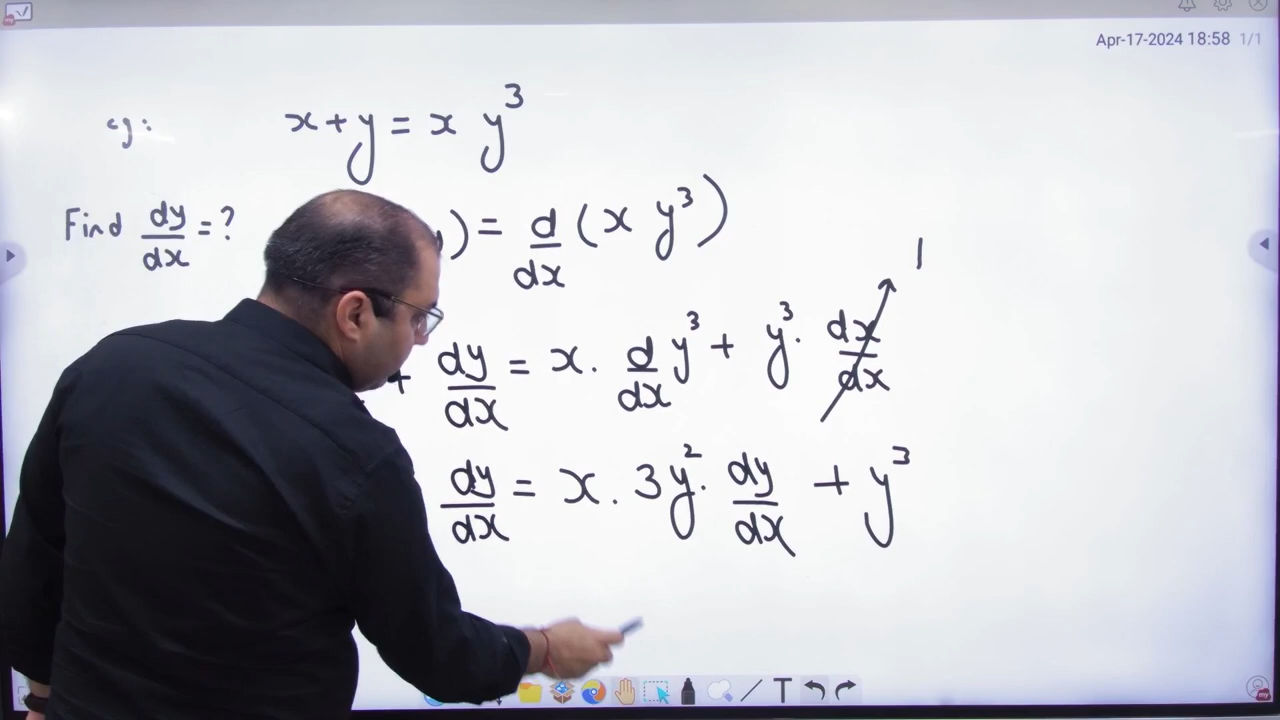 Apr-17-2024 18:58 1/1
eg: x + y = x y³
Find dy/dx = ?
) = d/dx (x y³)
1
+ dy/dx = x . d/dx y³ + y³ . dx/dx
dy/dx = x . 3y² . dy/dx + y³
T